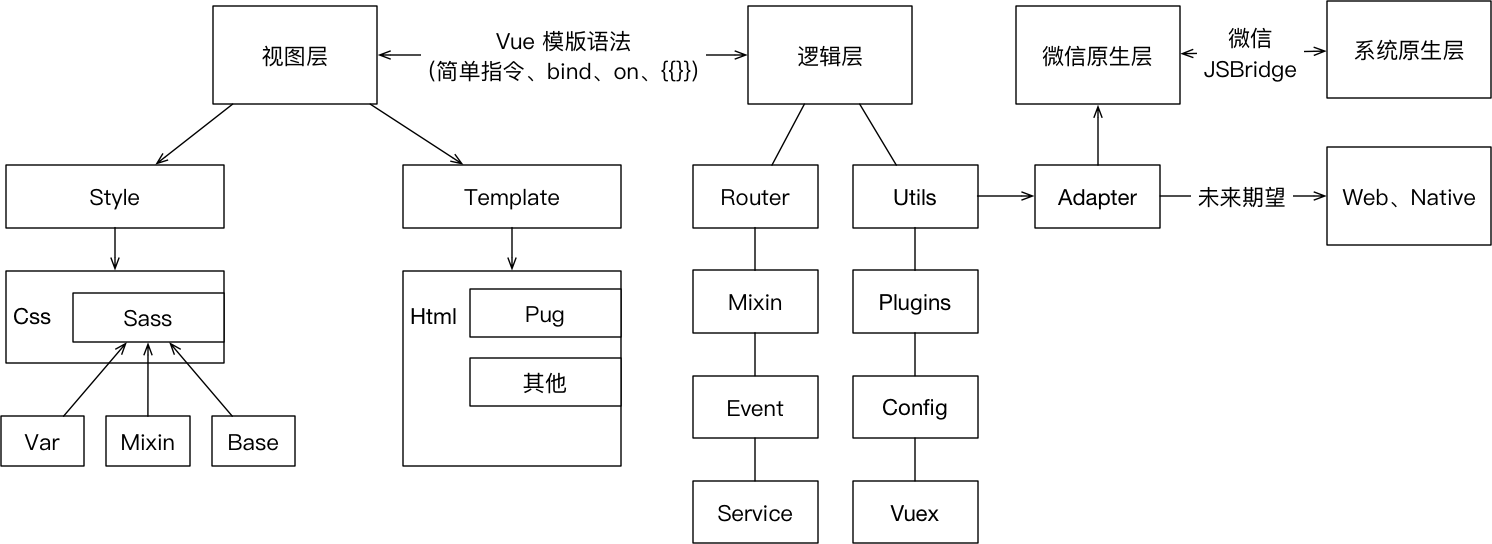 视图层
Vue 模版语法
(简单指令、bind、on、{{}})
逻辑层
微信原生层
微信
JSBridge
系统原生层
Style
Template
Router
Utils
Adapter
未来期望
Web、Native
Css
Sass
Html
Pug
其他
Mixin
Plugins
Var
Mixin
Base
Event
Config
Service
Vuex